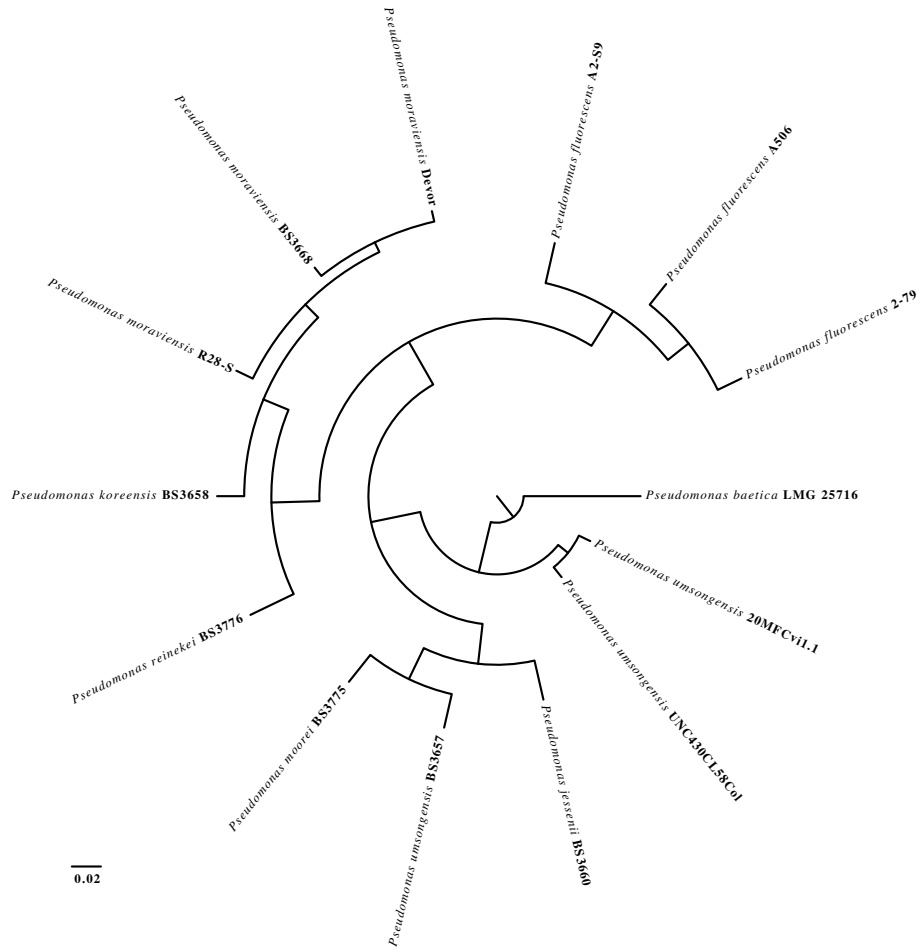 Pseudomonas moraviensis Devor
Pseudomonas fluorescens A2-S9
Pseudomonas moraviensis BS3668
Pseudomonas fluorescens A506
Pseudomonas moraviensis R28-S
Pseudomonas fluorescens 2-79
Pseudomonas koreensis BS3658
Pseudomonas baetica LMG 25716
Pseudomonas umsongensis 20MFCvi1.1
Pseudomonas reinekei BS3776
Pseudomonas umsongensis UNC430CL58Col
Pseudomonas moorei BS3775
Pseudomonas umsongensis BS3657
Pseudomonas jessenii BS3660
0.02